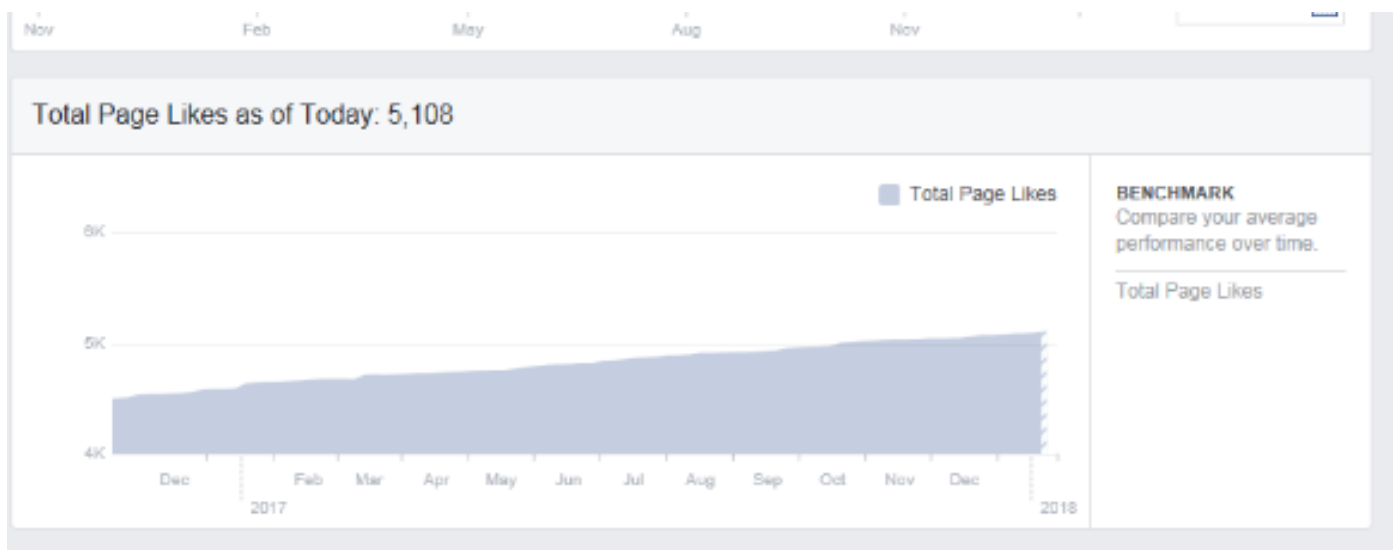 Nov Feb May Aug Nov
Total Page Likes as of Today: 5,108
Total Page Likes
BENCHMARK
Compare your average
performance over time.
Total Page Likes
6K
5K
4K
Dec Feb Mar Apr May Jun Jul Aug Sep Oct Nov Dec
2017 2018